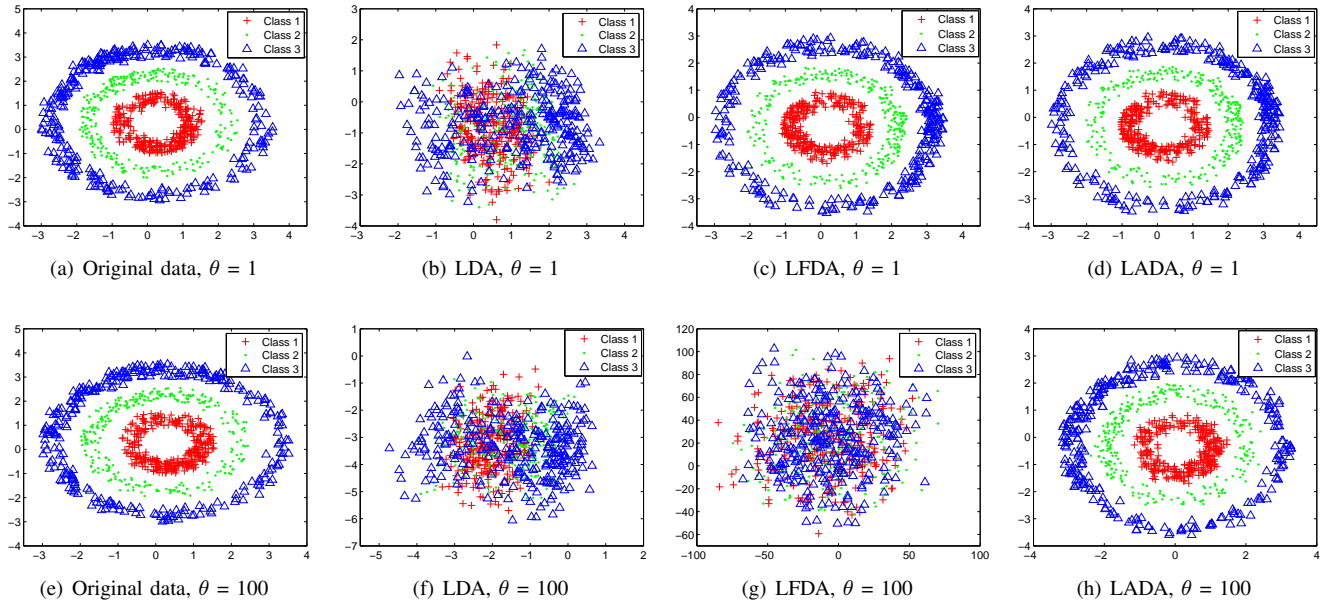 5
4
3
2
1
0
−1
−2
−3
−4
−3 −2 −1 0 1 2 3 4
Class 1
Class 2
Class 3
(a) Original data, θ = 1
3
2
1
0
−1
−2
−3
−4
−3 −2 −1 0 1 2 3 4
Class 1
Class 2
Class 3
(b) LDA, θ = 1
4
3
2
1
0
−1
−2
−3
−4
−3 −2 −1 0 1 2 3 4
Class 1
Class 2
Class 3
(c) LFDA, θ = 1
4
3
2
1
0
−1
−2
−3
−4
−3 −2 −1 0 1 2 3 4
Class 1
Class 2
Class 3
(d) LADA, θ = 1
5
4
3
2
1
0
−1
−2
−3
−4
−2 0 2 4
Class 1
Class 2
Class 3
(e) Original data, θ = 100
1
0
−1
−2
−3
−4
−5
−6
−7
−4 −2 0 2
Class 1
Class 2
Class 3
(f) LDA, θ = 100
120
100
80
60
40
20
0
−20
−40
−60
−100 −50 0 50 100
Class 1
Class 2
Class 3
(g) LFDA, θ = 100
4
3
2
1
0
−1
−2
−3
−4
−4 −2 0 2 4
Class 1
Class 2
Class 3
(h) LADA, θ = 100